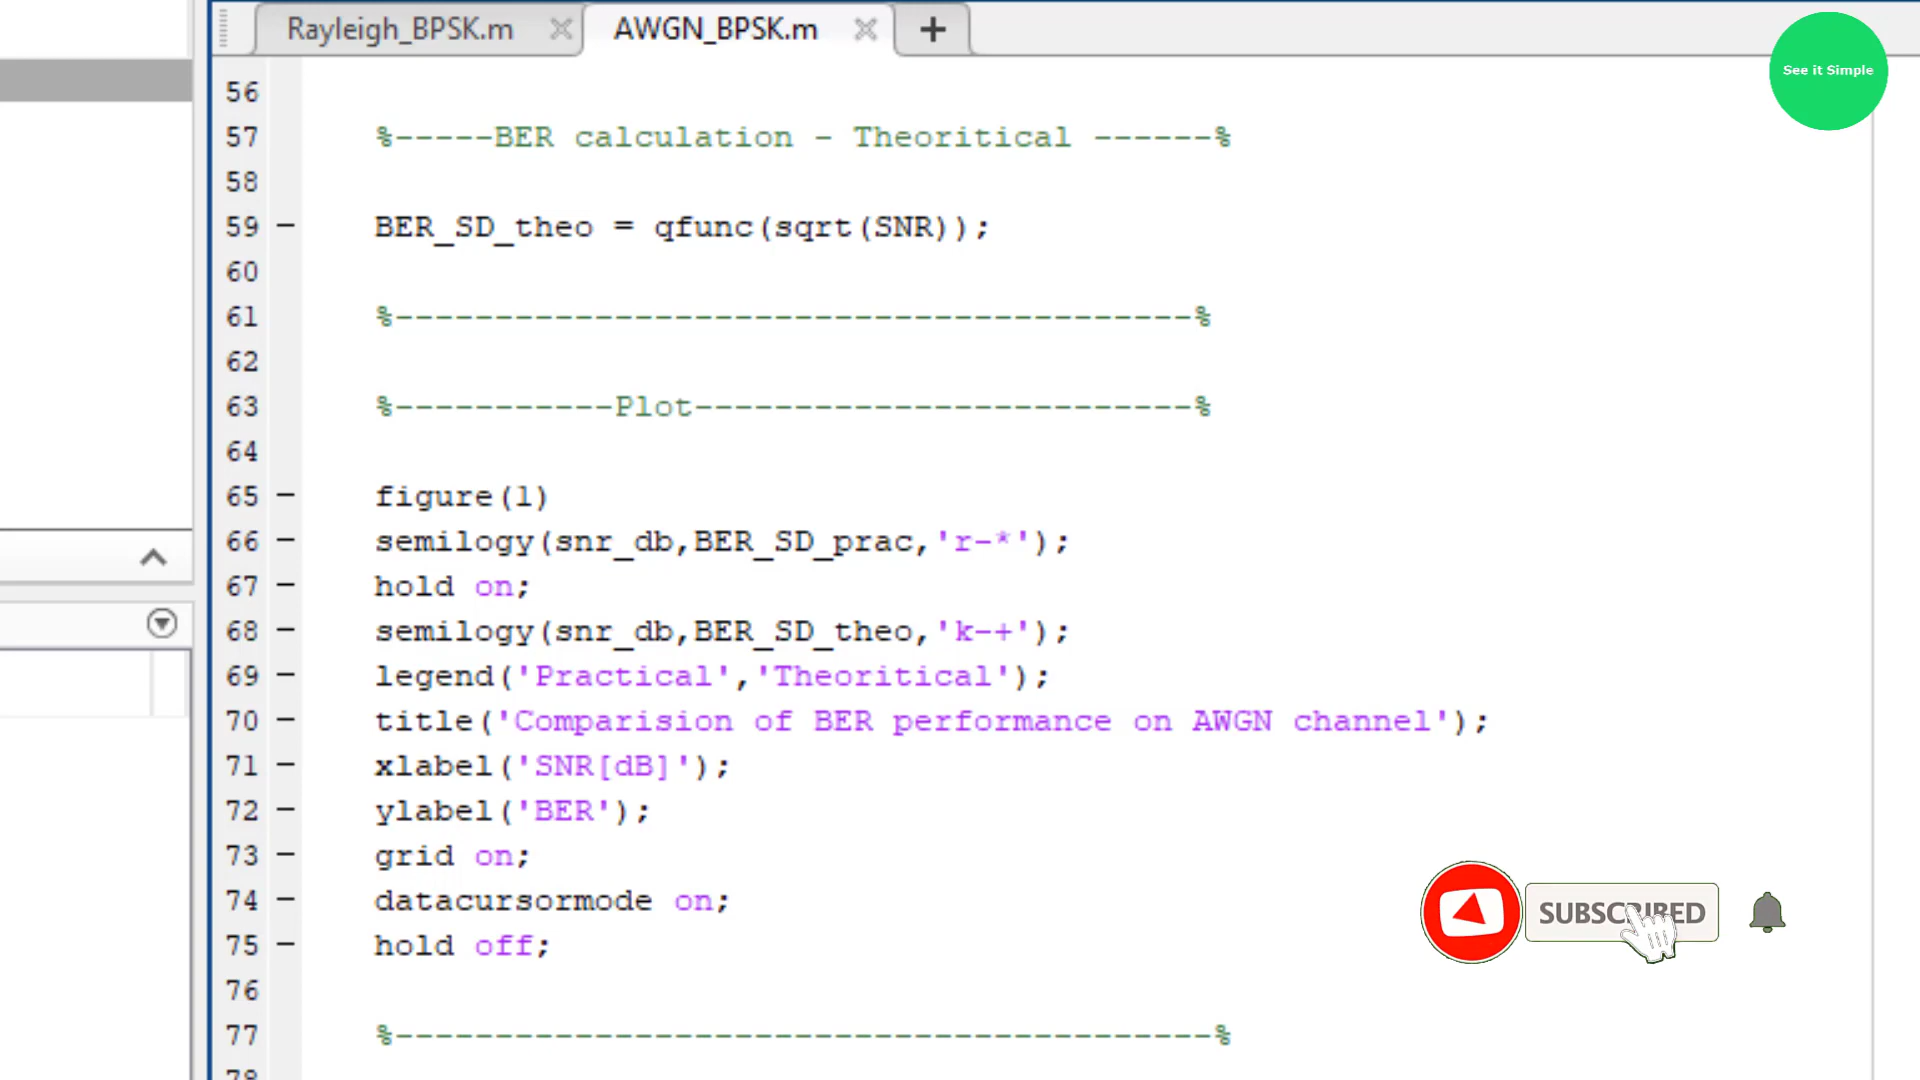 Rayleigh_BPSK.m
AWGN_BPSK.m
See it Simple
56
57 %-----BER calculation - Theoritical ------%
58
59 - BER_SD_theo = qfunc(sqrt(SNR));
60
61 %----------------------------------------%
62
63 %-----------Plot-------------------------%
64
65 - figure(1)
66 - semilogy(snr_db,BER_SD_prac,'r-*');
67 - hold on;
68 - semilogy(snr_db,BER_SD_theo,'k-+');
69 - legend('Practical','Theoritical');
70 - title('Comparision of BER performance on AWGN channel');
71 - xlabel('SNR[dB]');
72 - ylabel('BER');
73 - grid on;
74 - datacursormode on;
75 - hold off;
SUBSCRIBED
76
77 %-----------------------------------------%
78